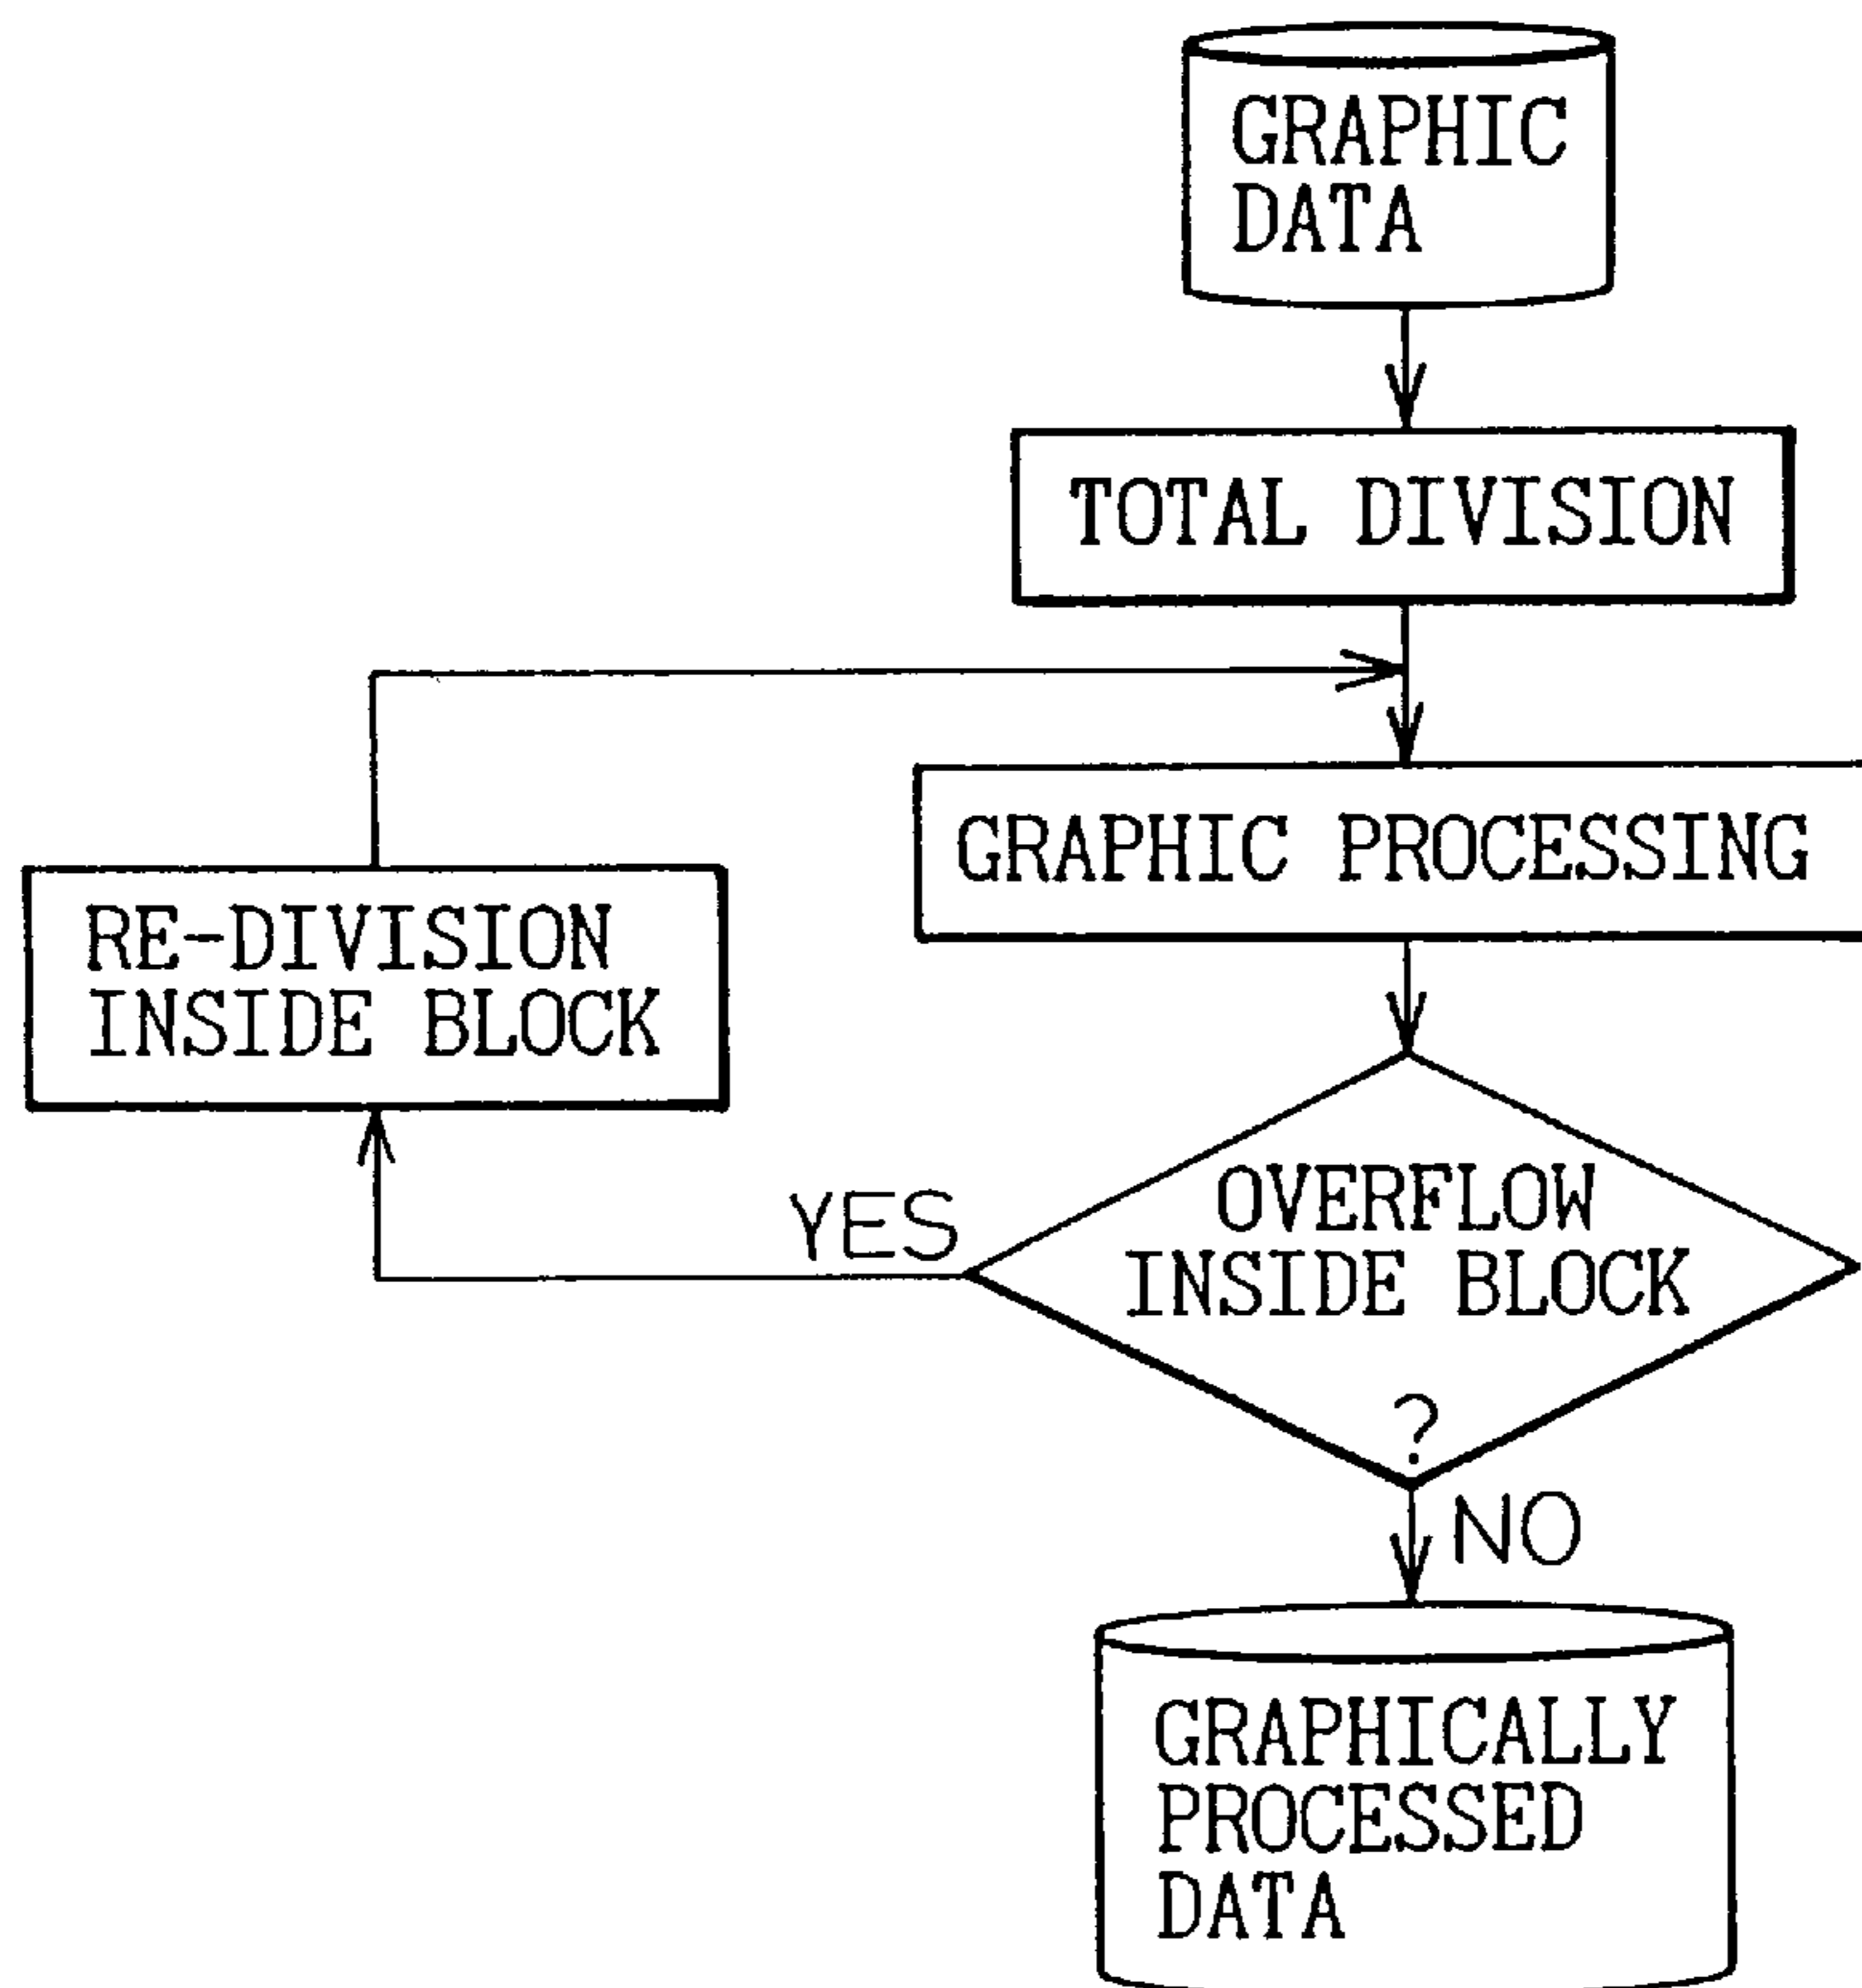 GRAPHIC
DATA
TOTAL DIVISION
GRAPHIC PROCESSING
RE-DIVISION
INSIDE BLOCK
OVERFLOW
INSIDE BLOCK
?
YES
NO
GRAPHICALLY
PROCESSED
DATA